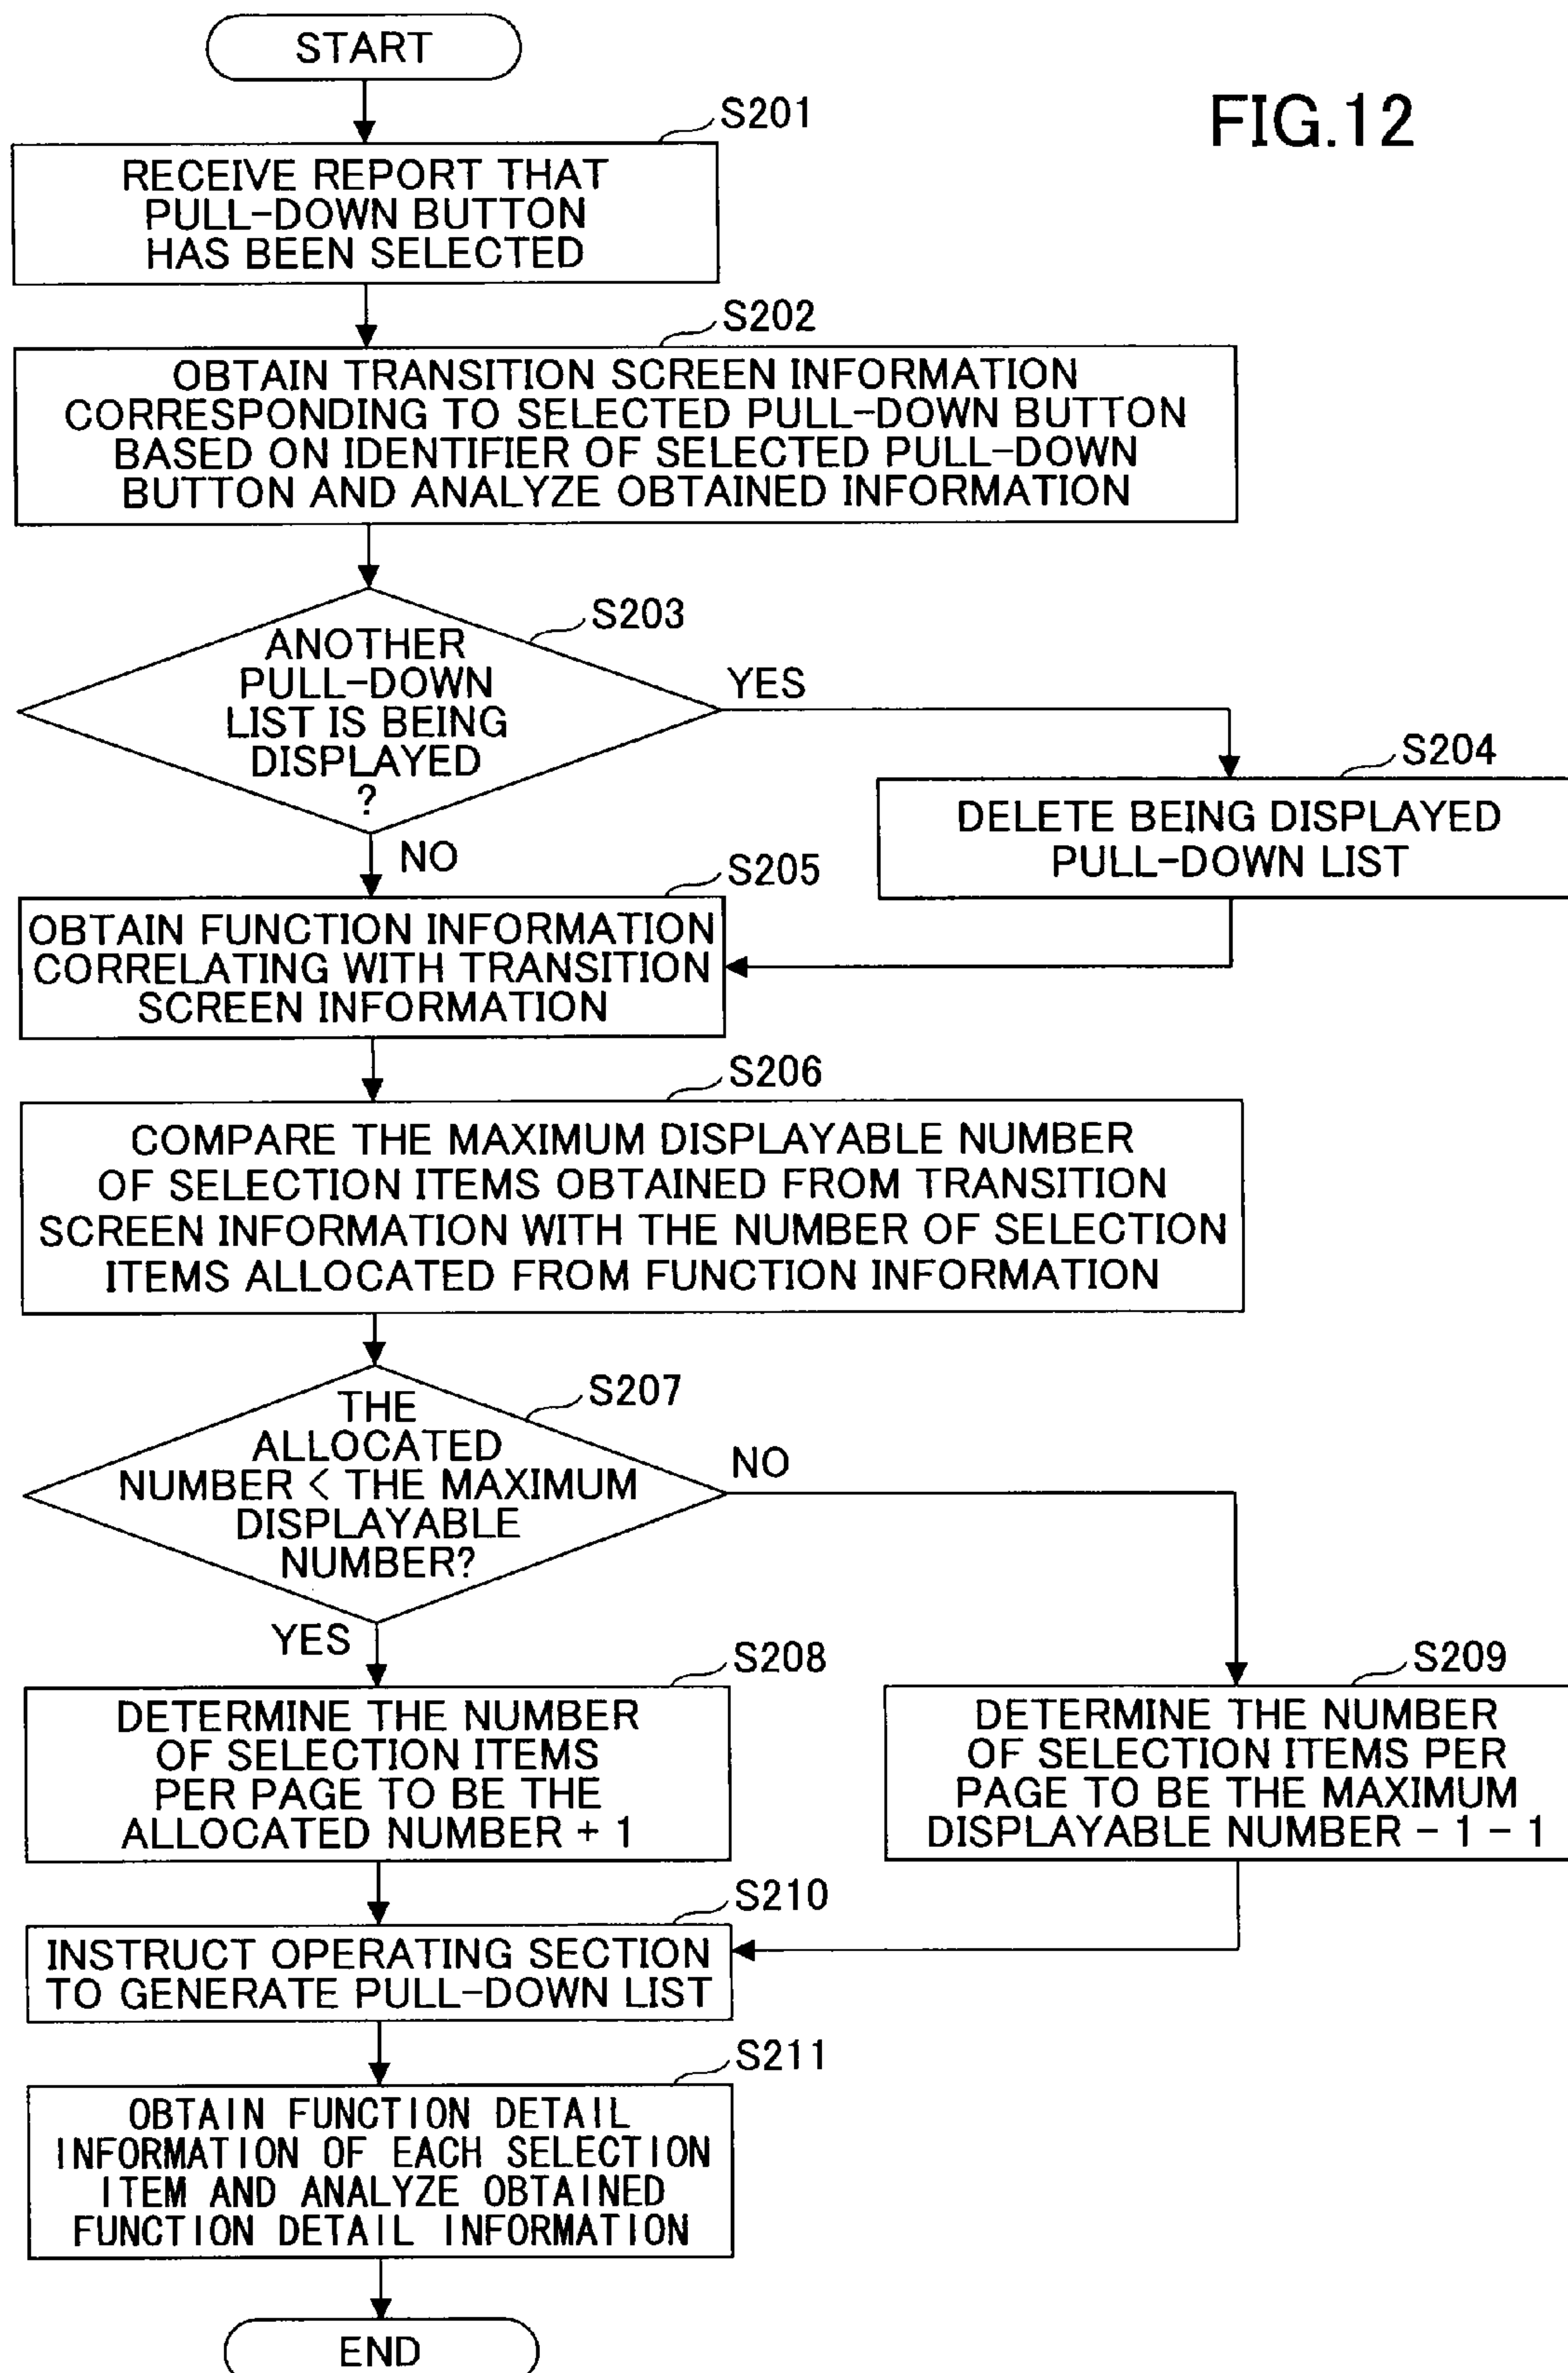 START
FIG.12
S201
RECEIVE REPORT THAT
PULL-DOWN BUTTON
HAS BEEN SELECTED
S202
OBTAIN TRANSITION SCREEN INFORMATION
CORRESPONDING TO SELECTED PULL-DOWN BUTTON
BASED ON IDENTIFIER OF SELECTED PULL-DOWN
BUTTON AND ANALYZE OBTAINED INFORMATION
S203
ANOTHER
PULL-DOWN
LIST IS BEING
DISPLAYED
?
YES
S204
DELETE BEING DISPLAYED
PULL-DOWN LIST
NO
S205
OBTAIN FUNCTION INFORMATION
CORRELATING WITH TRANSITION
SCREEN INFORMATION
S206
COMPARE THE MAXIMUM DISPLAYABLE NUMBER
OF SELECTION ITEMS OBTAINED FROM TRANSITION
SCREEN INFORMATION WITH THE NUMBER OF SELECTION
ITEMS ALLOCATED FROM FUNCTION INFORMATION
S207
THE
ALLOCATED
NUMBER < THE MAXIMUM
DISPLAYABLE
NUMBER?
NO
YES
S208
DETERMINE THE NUMBER
OF SELECTION ITEMS
PER PAGE TO BE THE
ALLOCATED NUMBER + 1
S209
DETERMINE THE NUMBER
OF SELECTION ITEMS PER
PAGE TO BE THE MAXIMUM
DISPLAYABLE NUMBER - 1 - 1
S210
INSTRUCT OPERATING SECTION
TO GENERATE PULL-DOWN LIST
S211
OBTAIN FUNCTION DETAIL
INFORMATION OF EACH SELECTION
ITEM AND ANALYZE OBTAINED
FUNCTION DETAIL INFORMATION
END